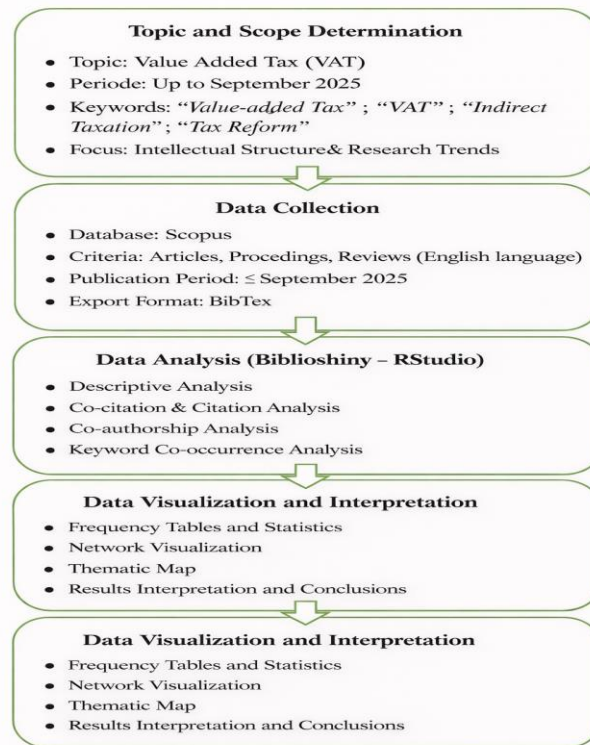 Topic and Scope Determination
• Topic: Value Added Tax (VAT)
• Periode: Up to September 2025
• Keywords: “Value-added Tax” ; “VAT” ; “Indirect
Taxation” ; “Tax Reform”
• Focus: Intellectual Structure& Research Trends
Data Collection
• Database: Scopus
• Criteria: Articles, Procedings, Reviews (English language)
• Publication Period: ≤ September 2025
• Export Format: BibTex
Data Analysis (Biblioshiny – RStudio)
• Descriptive Analysis
• Co-citation & Citation Analysis
• Co-authorship Analysis
• Keyword Co-occurrence Analysis
Data Visualization and Interpretation
• Frequency Tables and Statistics
• Network Visualization
• Thematic Map
• Results Interpretation and Conclusions
Data Visualization and Interpretation
• Frequency Tables and Statistics
• Network Visualization
• Thematic Map
• Results Interpretation and Conclusions